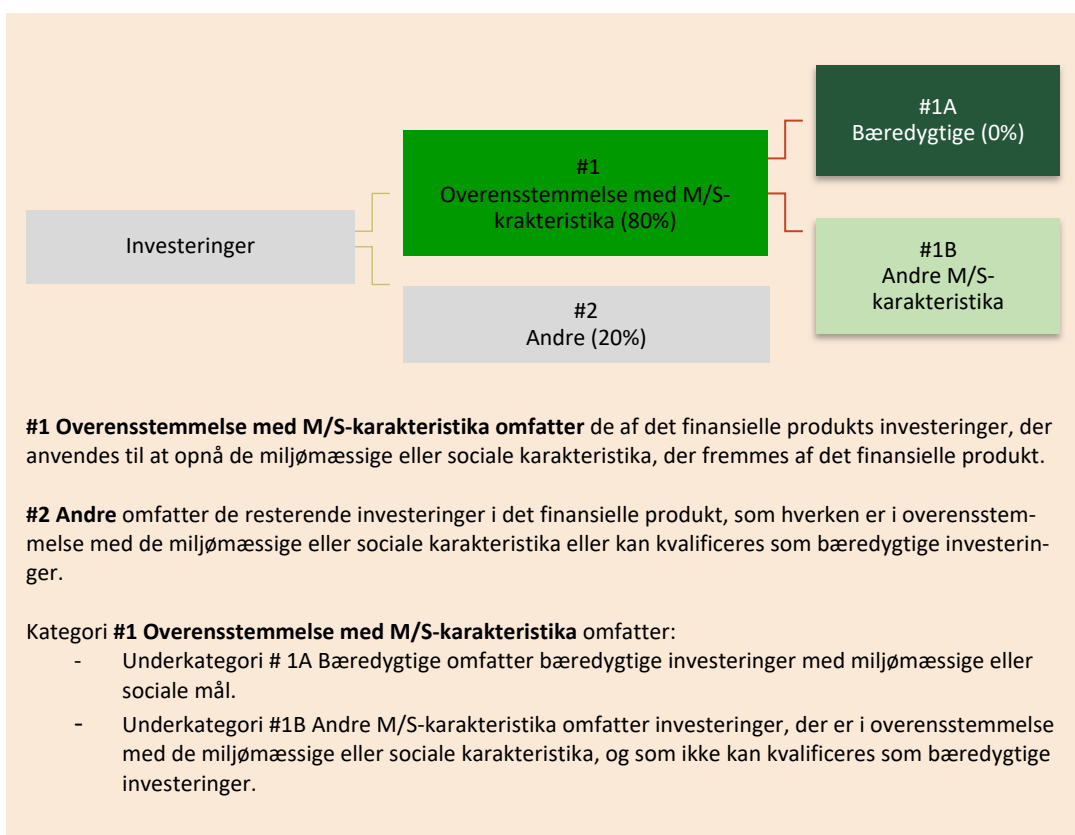 #1A
Bæredygtige (0%)
#1
Overensstemmelse med M/S-
krakteristika (80%)
Investeringer
#1B
Andre M/S-
karakteristika
#2
Andre (20%)
#1 Overensstemmelse med M/S-karakteristika omfatter de af det finansielle produkts investeringer, der
anvendes til at opnå de miljømæssige eller sociale karakteristika, der fremmes af det finansielle produkt.
#2 Andre omfatter de resterende investeringer i det finansielle produkt, som hverken er i overensstem-
melse med de miljømæssige eller sociale karakteristika eller kan kvalificeres som bæredygtige investerin-
ger.
Kategori #1 Overensstemmelse med M/S-karakteristika omfatter:
- Underkategori # 1A Bæredygtige omfatter bæredygtige investeringer med miljømæssige eller
sociale mål.
- Underkategori #1B Andre M/S-karakteristika omfatter investeringer, der er i overensstemmelse
med de miljømæssige eller sociale karakteristika, og som ikke kan kvalificeres som bæredygtige
investeringer.